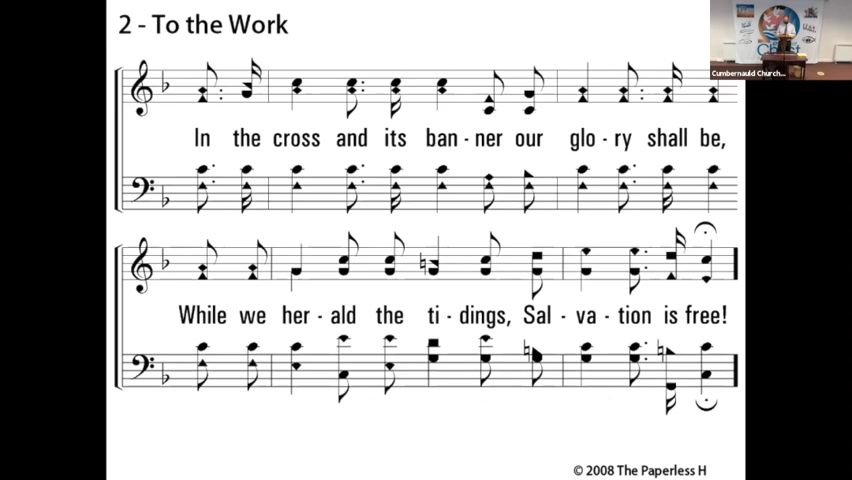 2 - To the Work
Cumbernauld Church...
In the cross and its ban - ner our glo - ry shall be,
While we her - ald the ti - dings, Sal - va - tion is free!
© 2008 The Paperless H